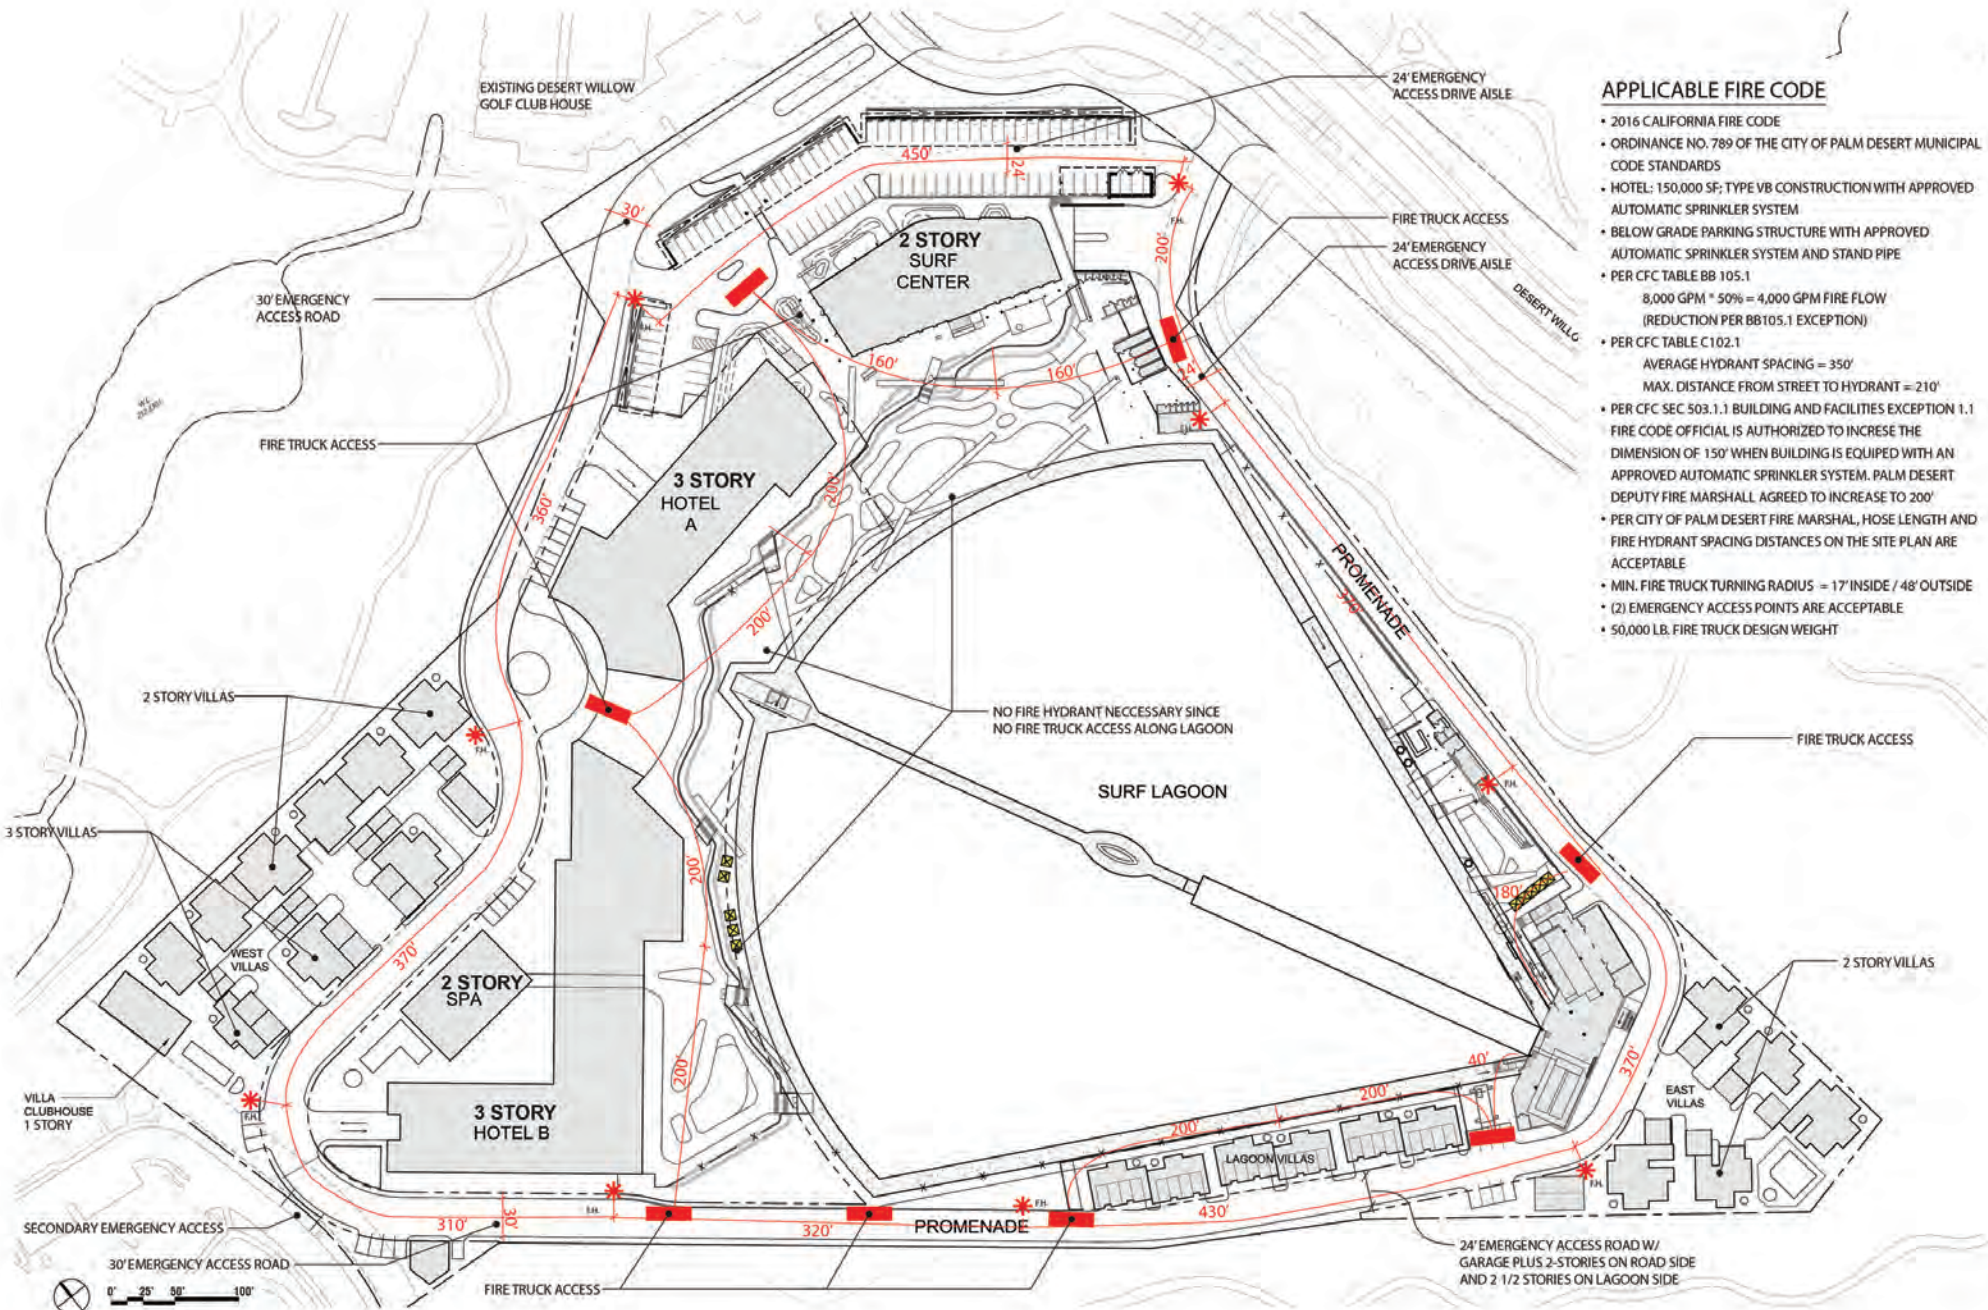 EXISTING DESERT WILLOW
GOLF CLUB HOUSE
24' EMERGENCY
ACCESS DRIVE AISLE
APPLICABLE FIRE CODE
• 2016 CALIFORNIA FIRE CODE
• ORDINANCE NO. 789 OF THE CITY OF PALM DESERT MUNICIPAL
CODE STANDARDS
• HOTEL: 150,000 SF; TYPE VB CONSTRUCTION WITH APPROVED
AUTOMATIC SPRINKLER SYSTEM
• BELOW GRADE PARKING STRUCTURE WITH APPROVED
AUTOMATIC SPRINKLER SYSTEM AND STAND PIPE
• PER CFC TABLE BB 105.1
8,000 GPM * 50% = 4,000 GPM FIRE FLOW
(REDUCTION PER BB105.1 EXCEPTION)
• PER CFC TABLE C102.1
AVERAGE HYDRANT SPACING = 350'
MAX. DISTANCE FROM STREET TO HYDRANT = 210'
• PER CFC SEC 503.1.1 BUILDING AND FACILITIES EXCEPTION 1.1
FIRE CODE OFFICIAL IS AUTHORIZED TO INCRESE THE
DIMENSION OF 150' WHEN BUILDING IS EQUIPED WITH AN
APPROVED AUTOMATIC SPRINKLER SYSTEM. PALM DESERT
DEPUTY FIRE MARSHALL AGREED TO INCREASE TO 200'
• PER CITY OF PALM DESERT FIRE MARSHAL, HOSE LENGTH AND
FIRE HYDRANT SPACING DISTANCES ON THE SITE PLAN ARE
ACCEPTABLE
• MIN. FIRE TRUCK TURNING RADIUS = 17' INSIDE / 48' OUTSIDE
• (2) EMERGENCY ACCESS POINTS ARE ACCEPTABLE
• 50,000 LB. FIRE TRUCK DESIGN WEIGHT
450'
24'
30'
F.H.
200'
FIRE TRUCK ACCESS
24' EMERGENCY
ACCESS DRIVE AISLE
2 STORY
SURF
CENTER
DESERT WILLO
30' EMERGENCY
ACCESS ROAD
F.H.
160'
160'
24'
FIRE TRUCK ACCESS
3 STORY
HOTEL
A
200'
360'
PROMENADE
370'
200'
2 STORY VILLAS
F.H.
NO FIRE HYDRANT NECCESSARY SINCE
NO FIRE TRUCK ACCESS ALONG LAGOON
FIRE TRUCK ACCESS
SURF LAGOON
F.H.
3 STORY VILLAS
200'
180'
WEST
VILLAS
370'
2 STORY
SPA
2 STORY VILLAS
200'
40'
370'
VILLA
CLUBHOUSE
1 STORY
F.H.
3 STORY
HOTEL B
200'
200'
LAGOON VILLAS
EAST
VILLAS
F.H.
SECONDARY EMERGENCY ACCESS
310'
30'
F.H.
320'
F.H.
PROMENADE
430'
30' EMERGENCY ACCESS ROAD
24' EMERGENCY ACCESS ROAD W/
GARAGE PLUS 2-STORIES ON ROAD SIDE
AND 2 1/2 STORIES ON LAGOON SIDE
FIRE TRUCK ACCESS
0' 25' 50' 100'